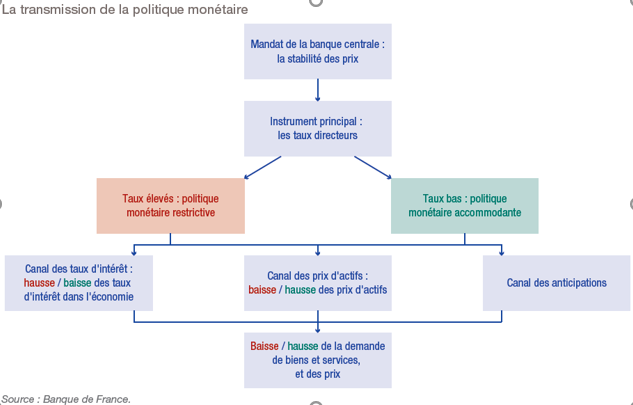 La transmission de la politique monétaire
Mandat de la banque centrale :
la stabilité des prix
Instrument principal :
les taux directeurs
Taux élevés : politique
monétaire restrictive
Taux bas : politique
monétaire accommodante
Canal des taux d'intérêt :
hausse / baisse des taux
d'intérêt dans l'économie
Canal des prix d'actifs :
baisse / hausse des prix d'actifs
Canal des anticipations
Baisse / hausse de la demande
de biens et services,
et des prix
Source : Banque de France.